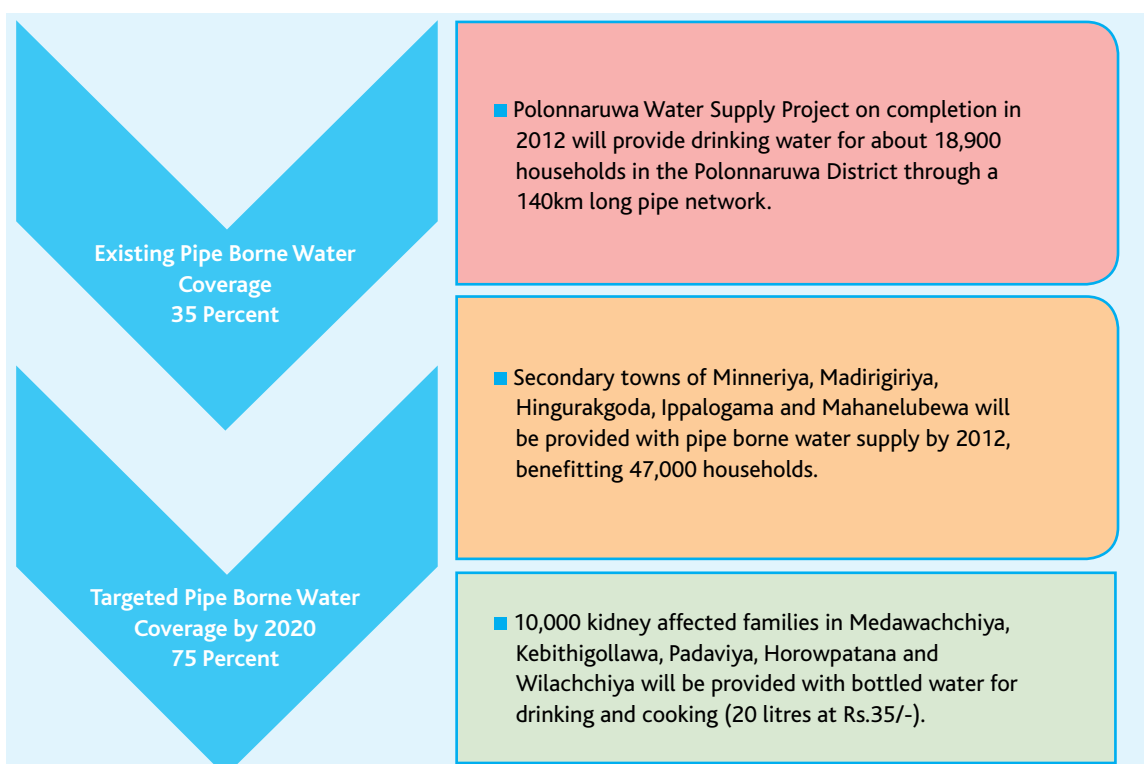 Existing Pipe Borne Water
Coverage
35 Percent
Targeted Pipe Borne Water
Coverage by 2020
75 Percent
Polonnaruwa Water Supply Project on completion in
2012 will provide drinking water for about 18,900
households in the Polonnaruwa District through a
140km long pipe network.
Secondary towns of Minneriya, Madirigiriya,
Hingurakgoda, Ippalogama and Mahanelubewa will
be provided with pipe borne water supply by 2012,
benefitting 47,000 households.
10,000 kidney affected families in Medawachchiya,
Kebithigollawa, Padaviya, Horowpatana and
Wilachchiya will be provided with bottled water for
drinking and cooking (20 litres at Rs.35/-).